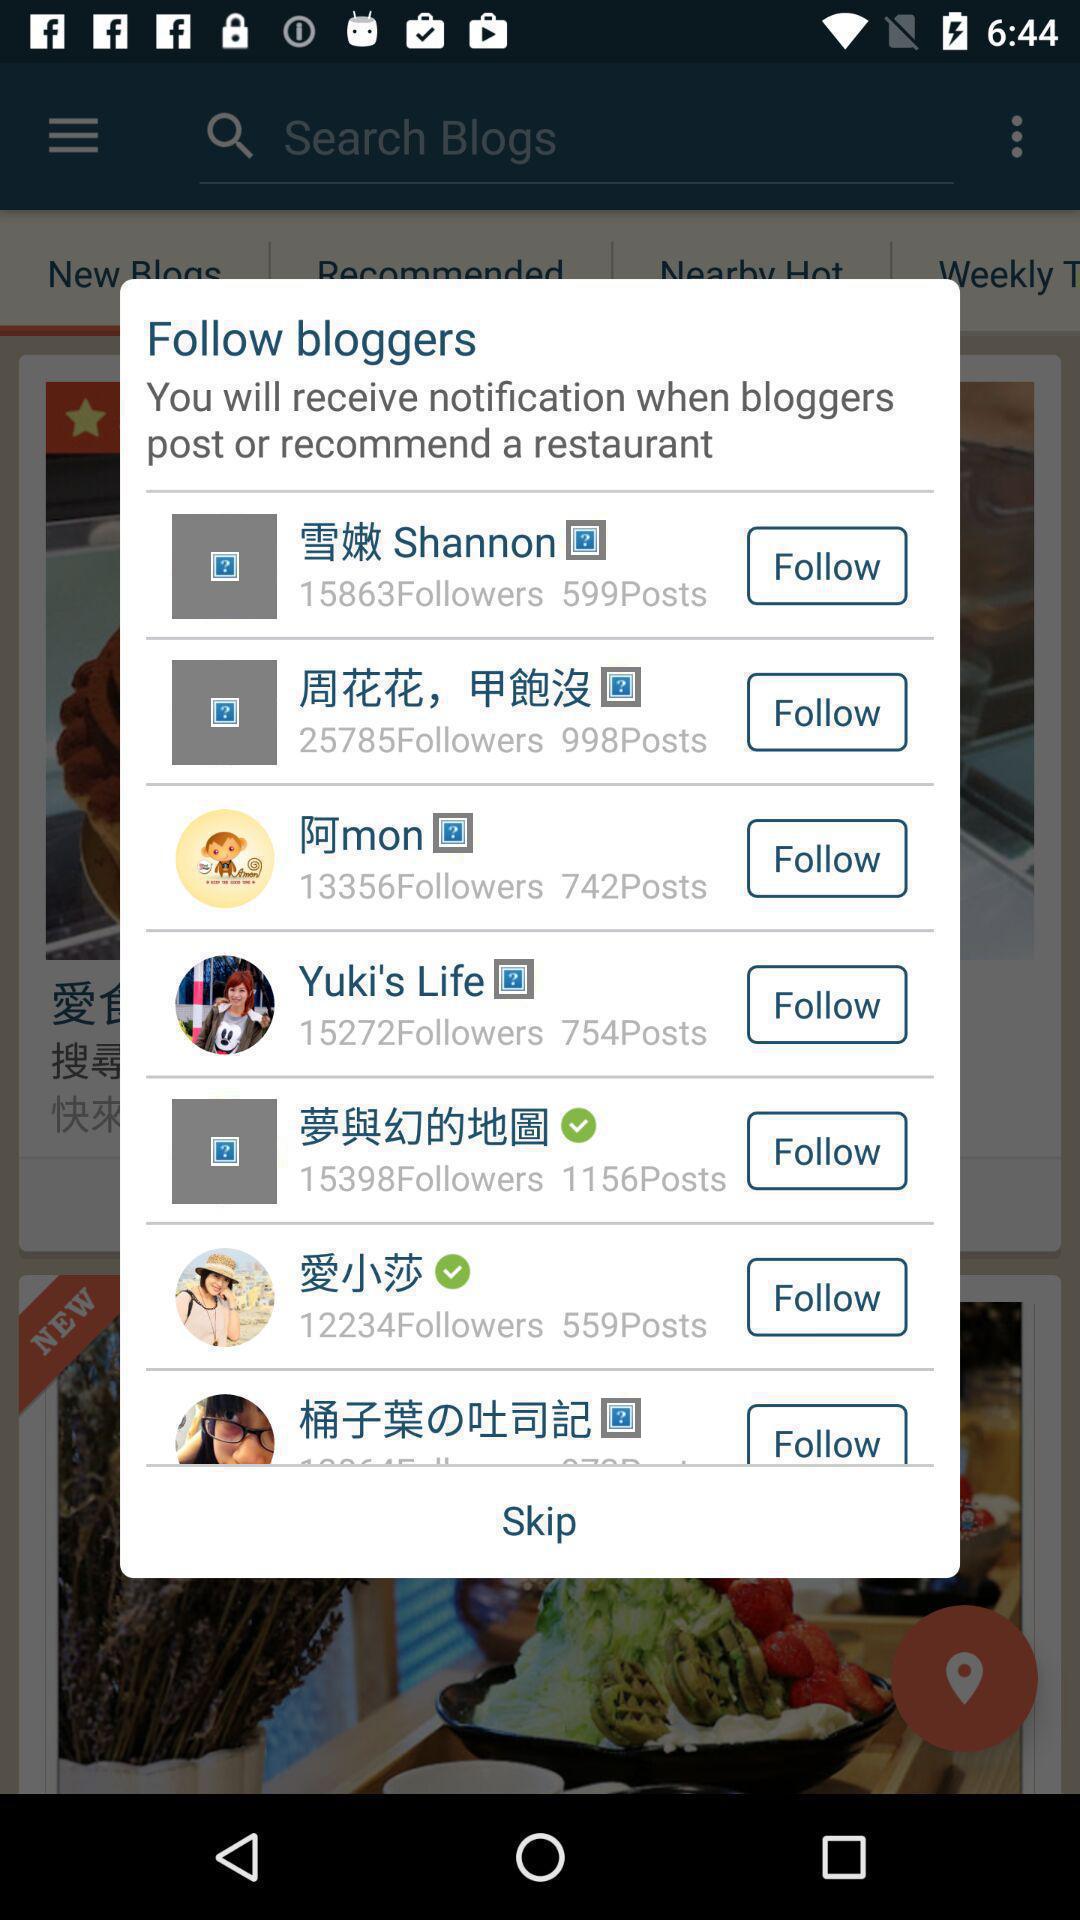 6:44
Search Blogs
New Blogs Recommended Nearby Hot Weekly T
Follow bloggers
You will receive notification when bloggers
post or recommend a restaurant
雪嫩 Shannon
15863Followers 599Posts
Follow
周花花，甲飽沒
25785Followers 998Posts
Follow
阿mon
13356Followers 742Posts
Follow
Yuki's Life
15272Followers 754Posts
Follow
夢與幻的地圖
15398Followers 1156Posts
Follow
愛小莎
12234Followers 559Posts
Follow
桶子葉の吐司記
Follow
Skip
愛食
搜尋
快來
NEW